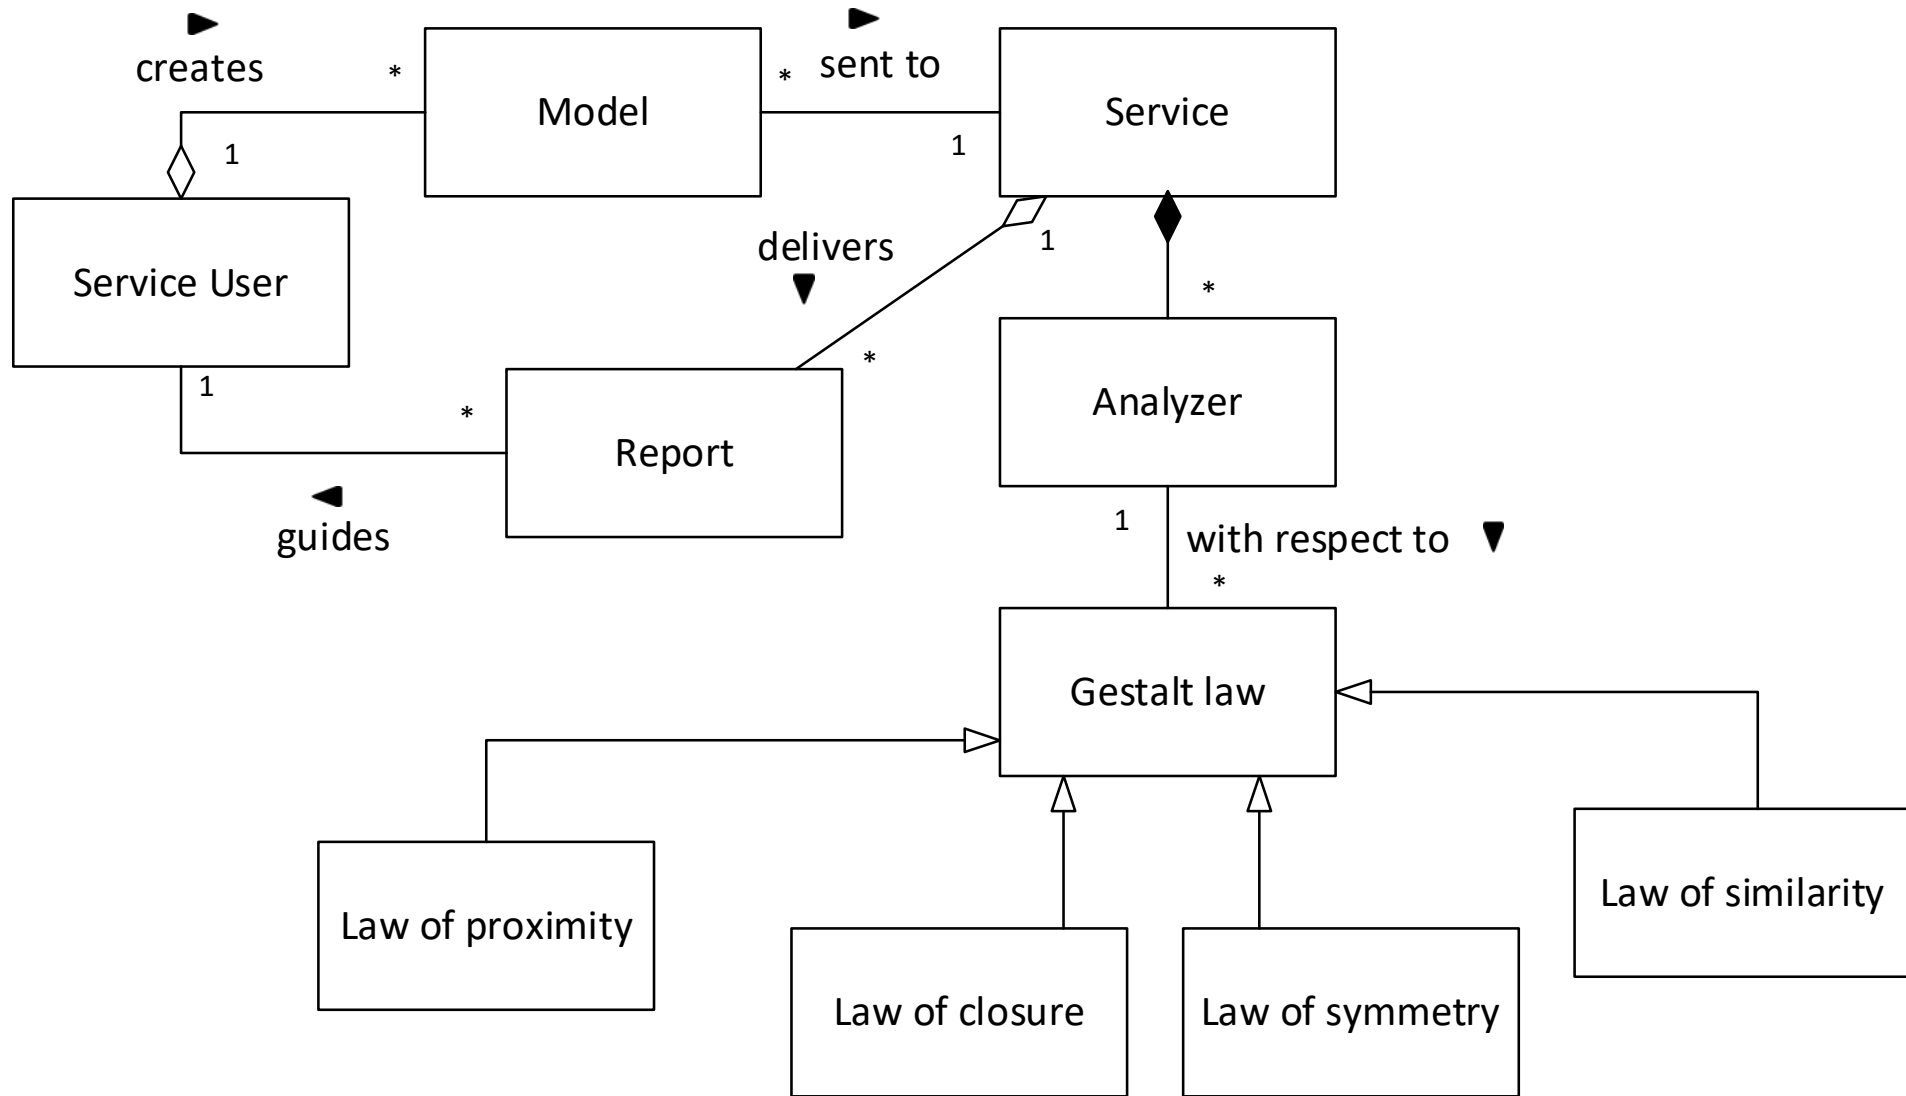 creates
*
Model
*
sent to
Service
1
1
Service User
delivers
1
*
*
1
*
Report
Analyzer
guides
1
with respect to
*
Gestalt law
Law of proximity
Law of closure
Law of symmetry
Law of similarity